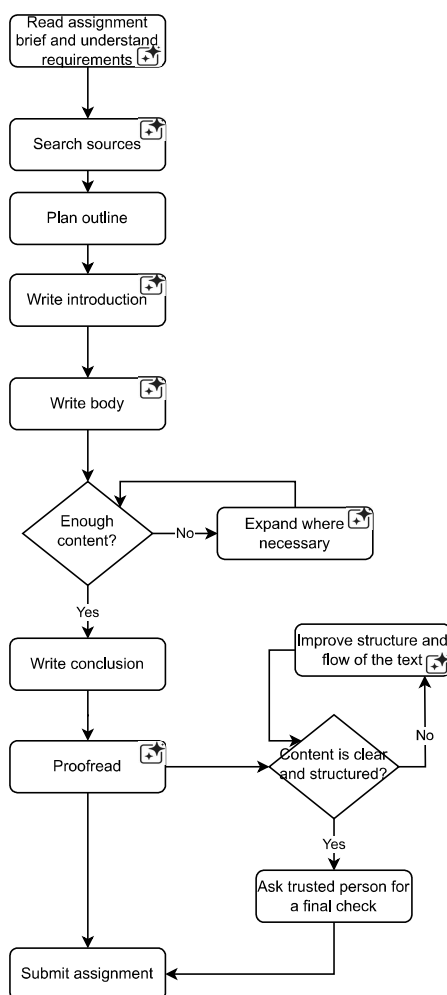 Read assignment
brief and understand
requirements
Search sources
Plan outline
Write introduction
Write body
Enough
content?
No
Expand where
necessary
Yes
Write conclusion
Improve structure and
flow of the text
No
Proofread
Content is clear
and structured?
Yes
Ask trusted person for
a final check
Submit assignment